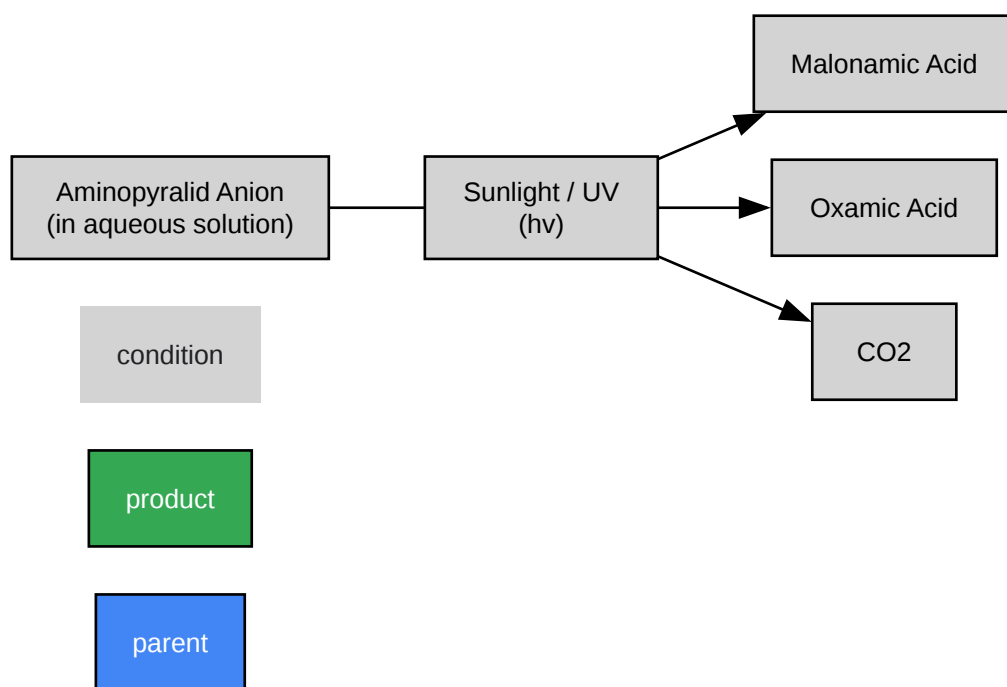 Malonamic Acid
Aminopyralid Anion
(in aqueous solution)
Sunlight / UV
(hv)
Oxamic Acid
CO2
condition
product
parent